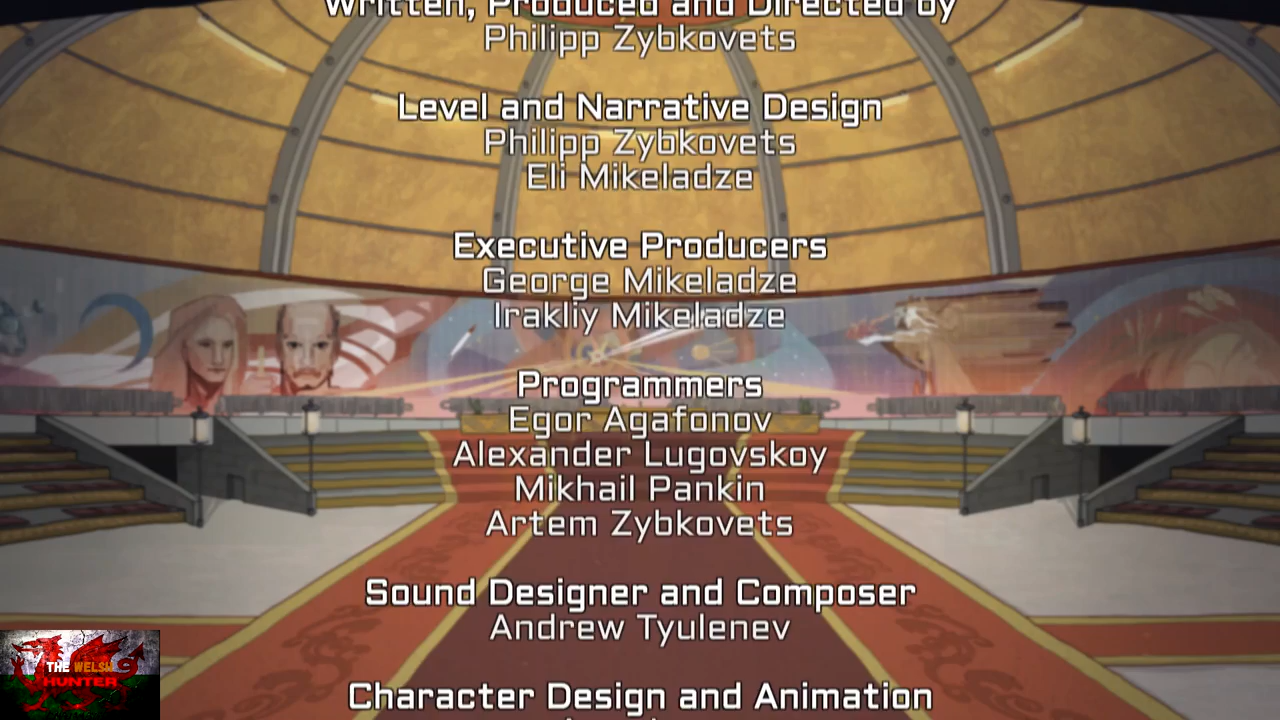 Written, Produced and Directed by
Philipp Zybkovets
Level and Narrative Design
Philipp Zybkovets
Eli Mikeladze
Executive Producers
George Mikeladze
Irakliy Mikeladze
Programmers
Egor Agafonov
Alexander Lugovskoy
Mikhail Pankin
Artem Zybkovets
Sound Designer and Composer
Andrew Tyulenev
Character Design and Animation
THE WELSH
HUNTER